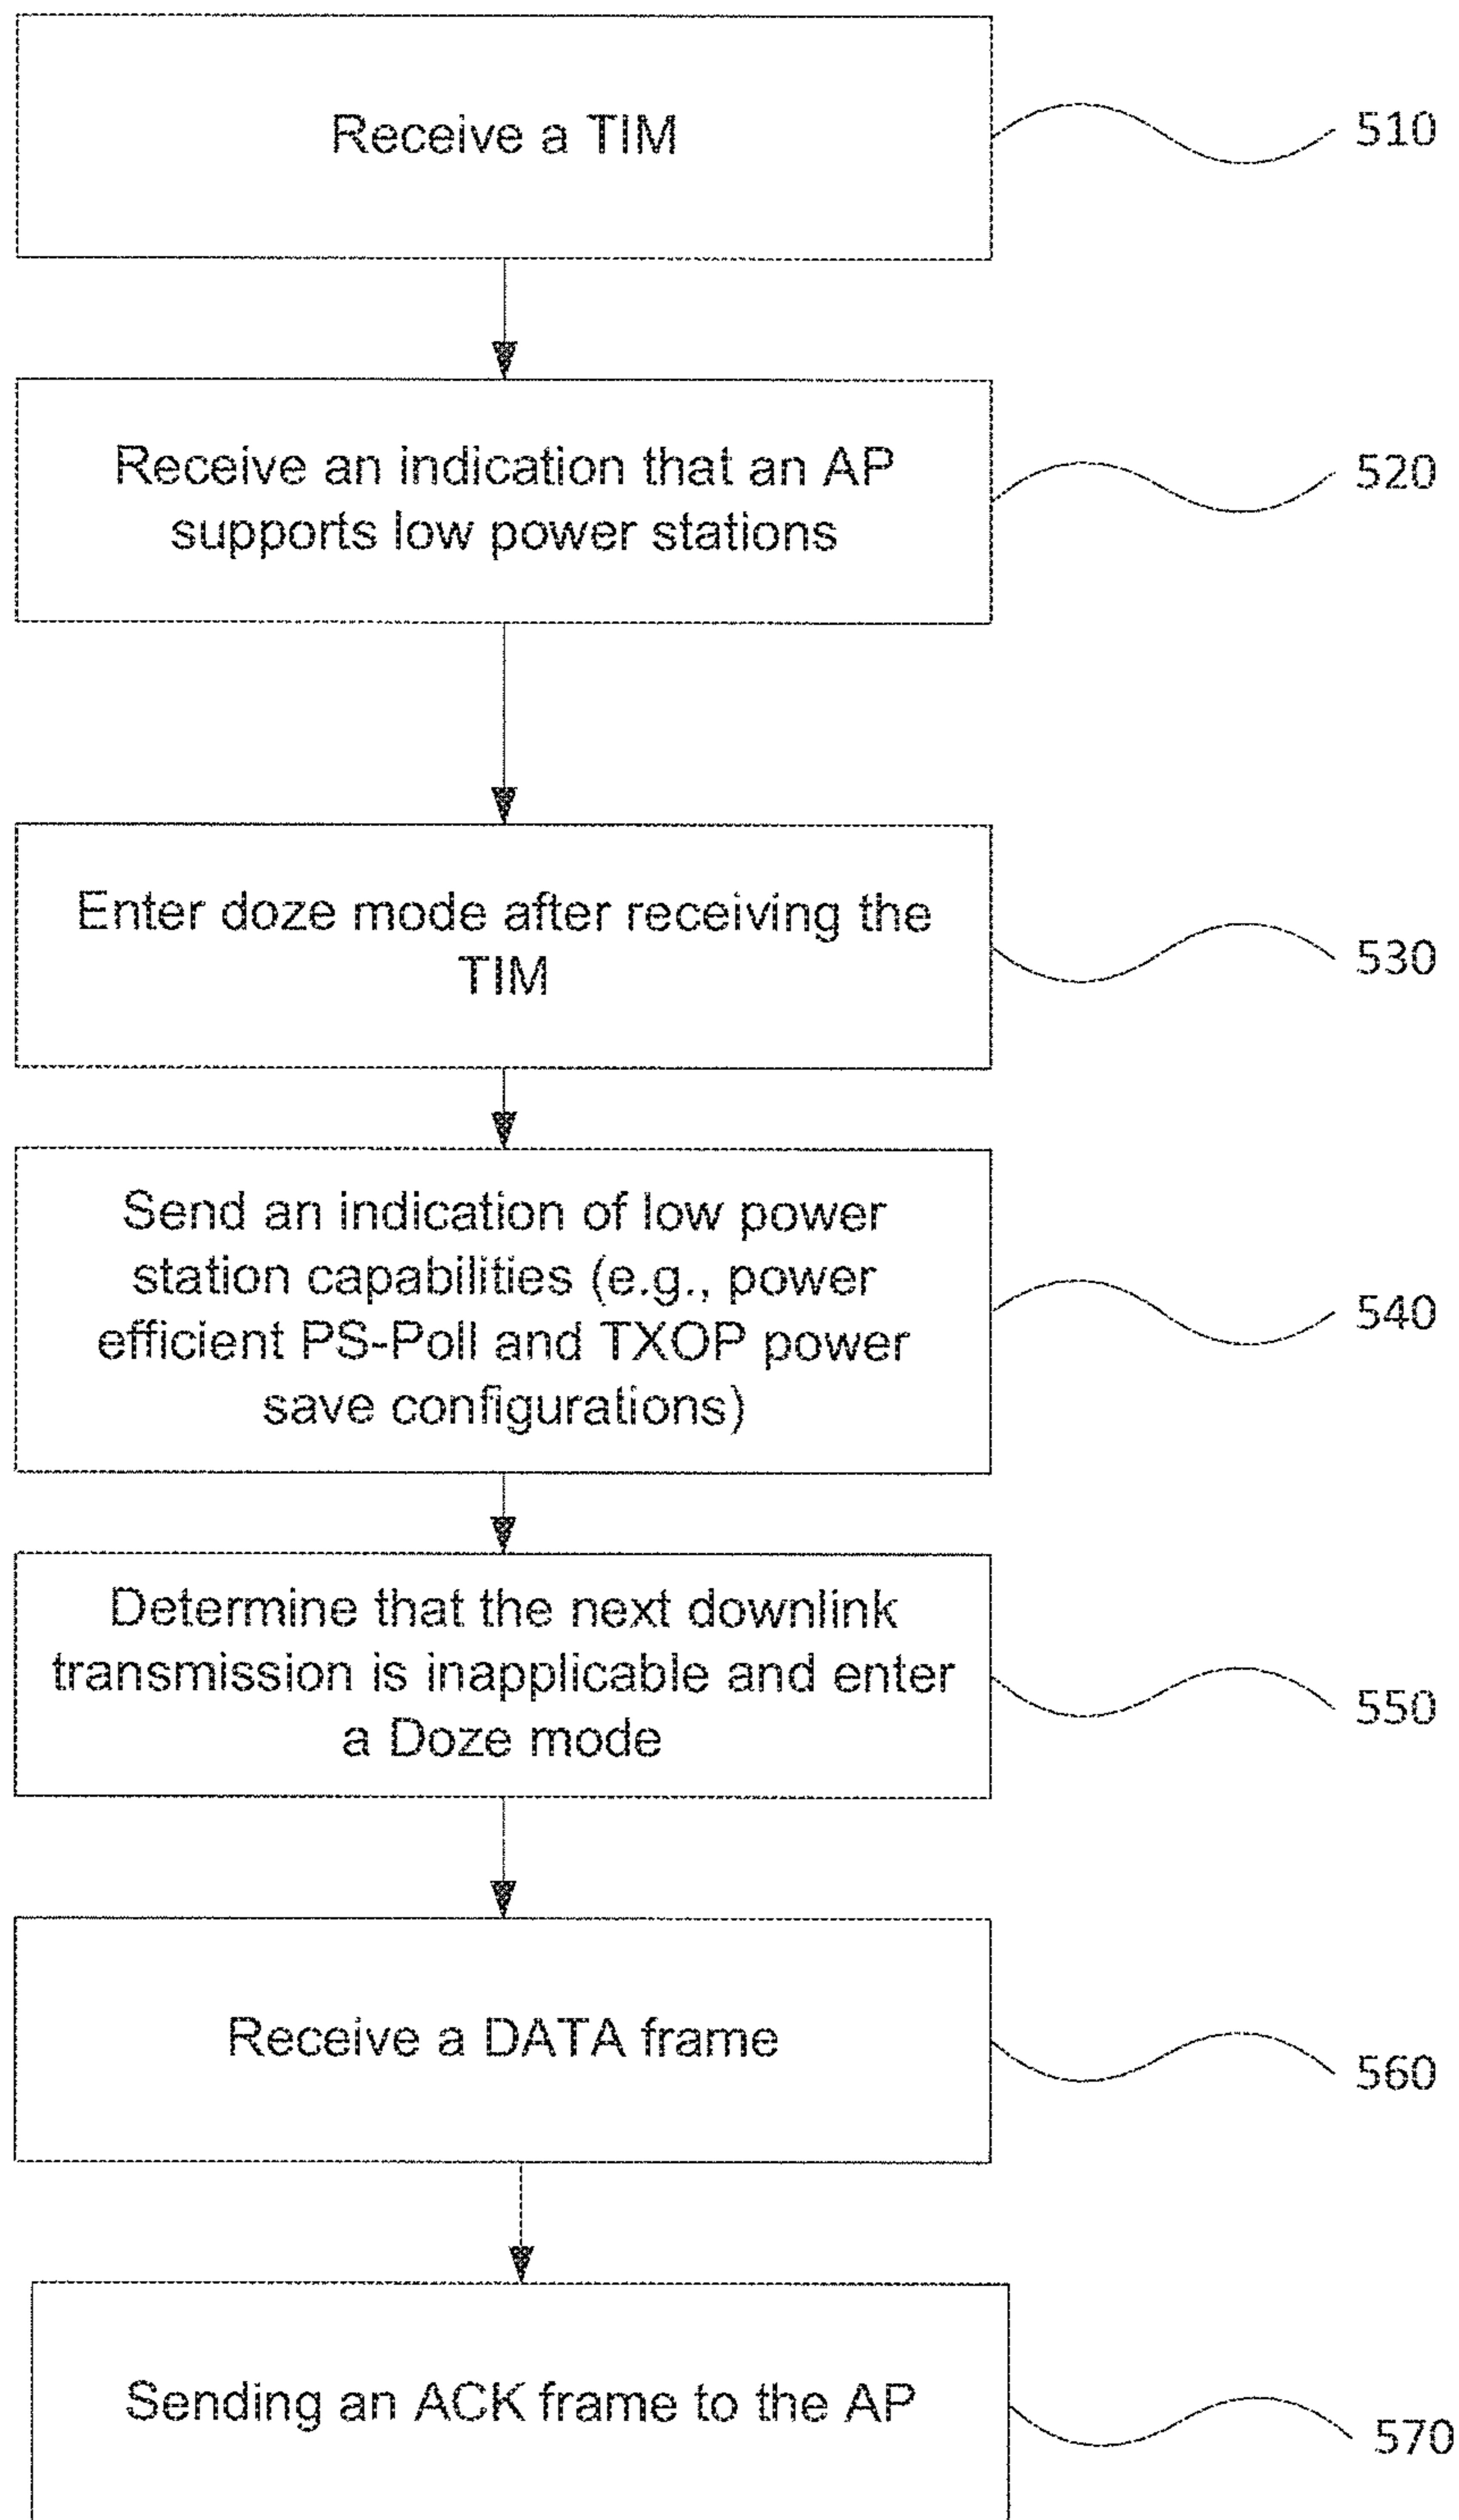 Receive a TIM
510
Receive an indication that an AP
supports low power stations
520
Enter doze mode after receiving the
TIM
530
Send an indication of low power
station capabilities (e.g., power
efficient PS-Poll and TXOP power
save configurations)
540
Determine that the next downlink
transmission is inapplicable and enter
a Doze mode
550
Receive a DATA frame
560
Sending an ACK frame to the AP
570